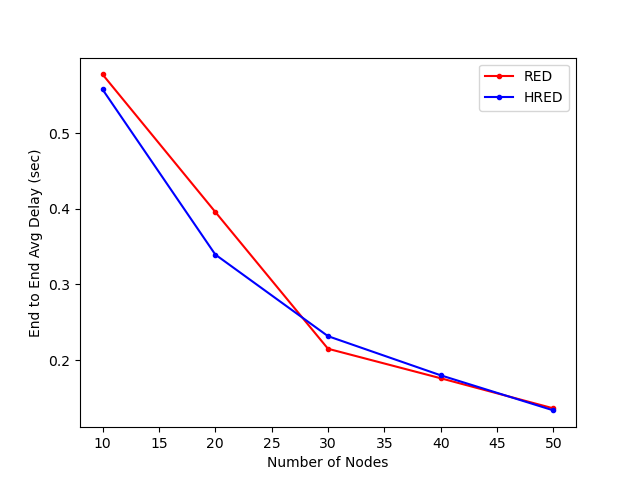 RED
HRED
End to End Avg Delay (sec)
0.5
0.4
0.3
0.2
10 15 20 25 30 35 40 45 50
Number of Nodes